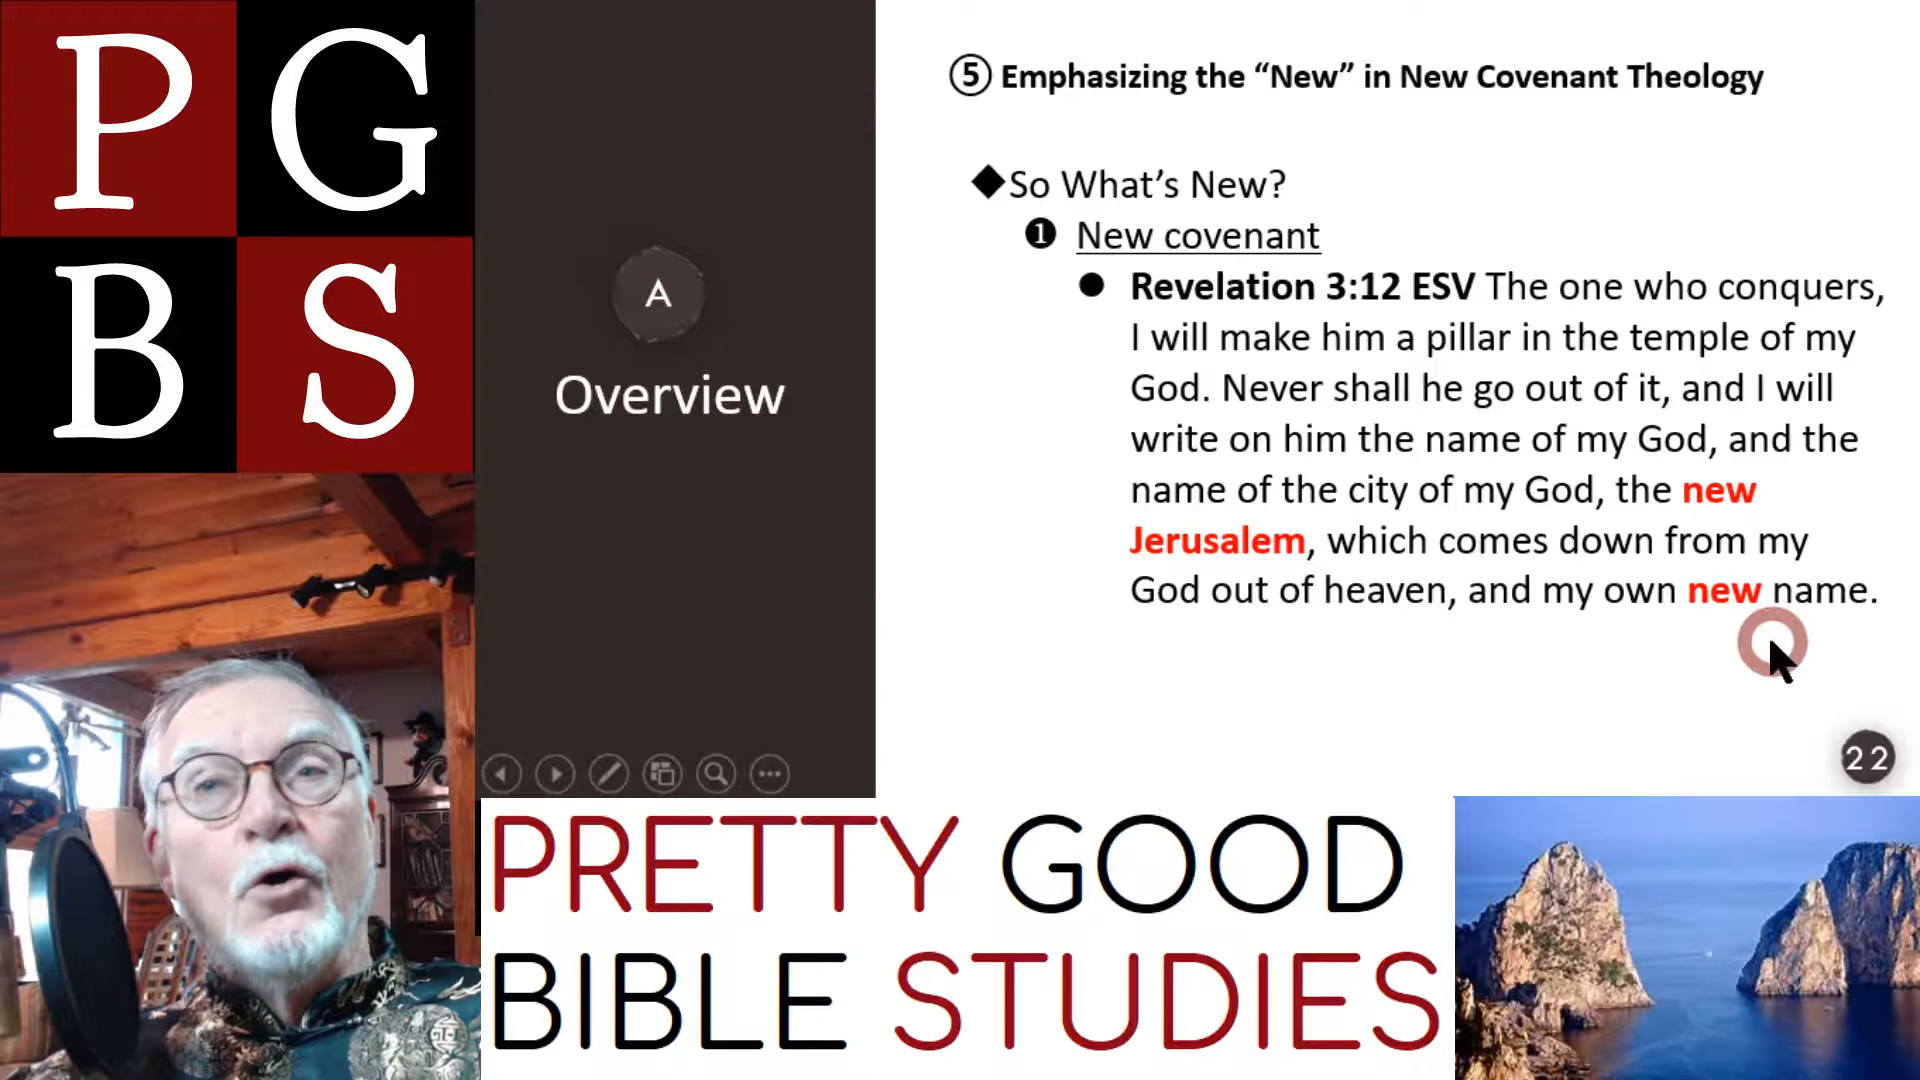 P G
B S
A
Overview
⑤ Emphasizing the “New” in New Covenant Theology
◆So What’s New?
❶ New covenant
● Revelation 3:12 ESV The one who conquers,
I will make him a pillar in the temple of my
God. Never shall he go out of it, and I will
write on him the name of my God, and the
name of the city of my God, the new
Jerusalem, which comes down from my
God out of heaven, and my own new name.
22
PRETTY GOOD
BIBLE STUDIES